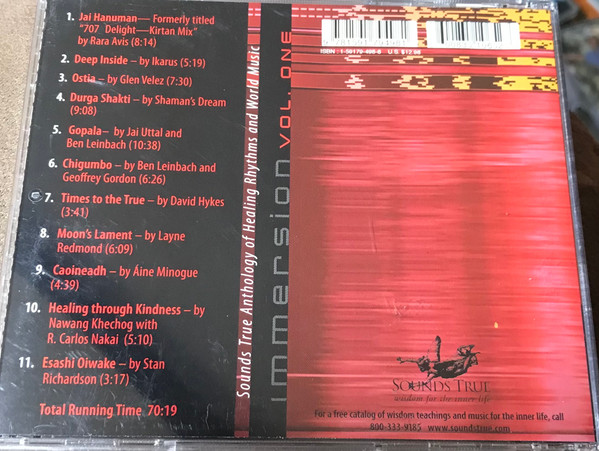 1. Jai Hanuman— Formerly titled
"707 Delight—Kirtan Mix"
by Rara Avis (8:14)
2. Deep Inside – by Ikarus (5:19)
3. Ostia – by Glen Velez (7:30)
4. Durga Shakti – by Shaman's Dream
(9:08)
5. Gopala– by Jai Uttal and
Ben Leinbach (10:38)
6. Chigumbo – by Ben Leinbach and
Geoffrey Gordon (6:26)
7. Times to the True – by David Hykes
(3:41)
8. Moon's Lament – by Layne
Redmond (6:09)
9. Caoineadh – by Áine Minogue
(4:39)
10. Healing through Kindness – by
Nawang Khechog with
R. Carlos Nakai (5:10)
11. Esashi Oiwake – by Stan
Richardson (3:17)
Total Running Time 70:19
Sounds True Anthology of Healing Rhythms and World Music
immersion VOL. ONE
SOUNDS TRUE
wisdom for the inner life
For a free catalog of wisdom teachings and music for the inner life, call
800-333-9185 www.soundstrue.com